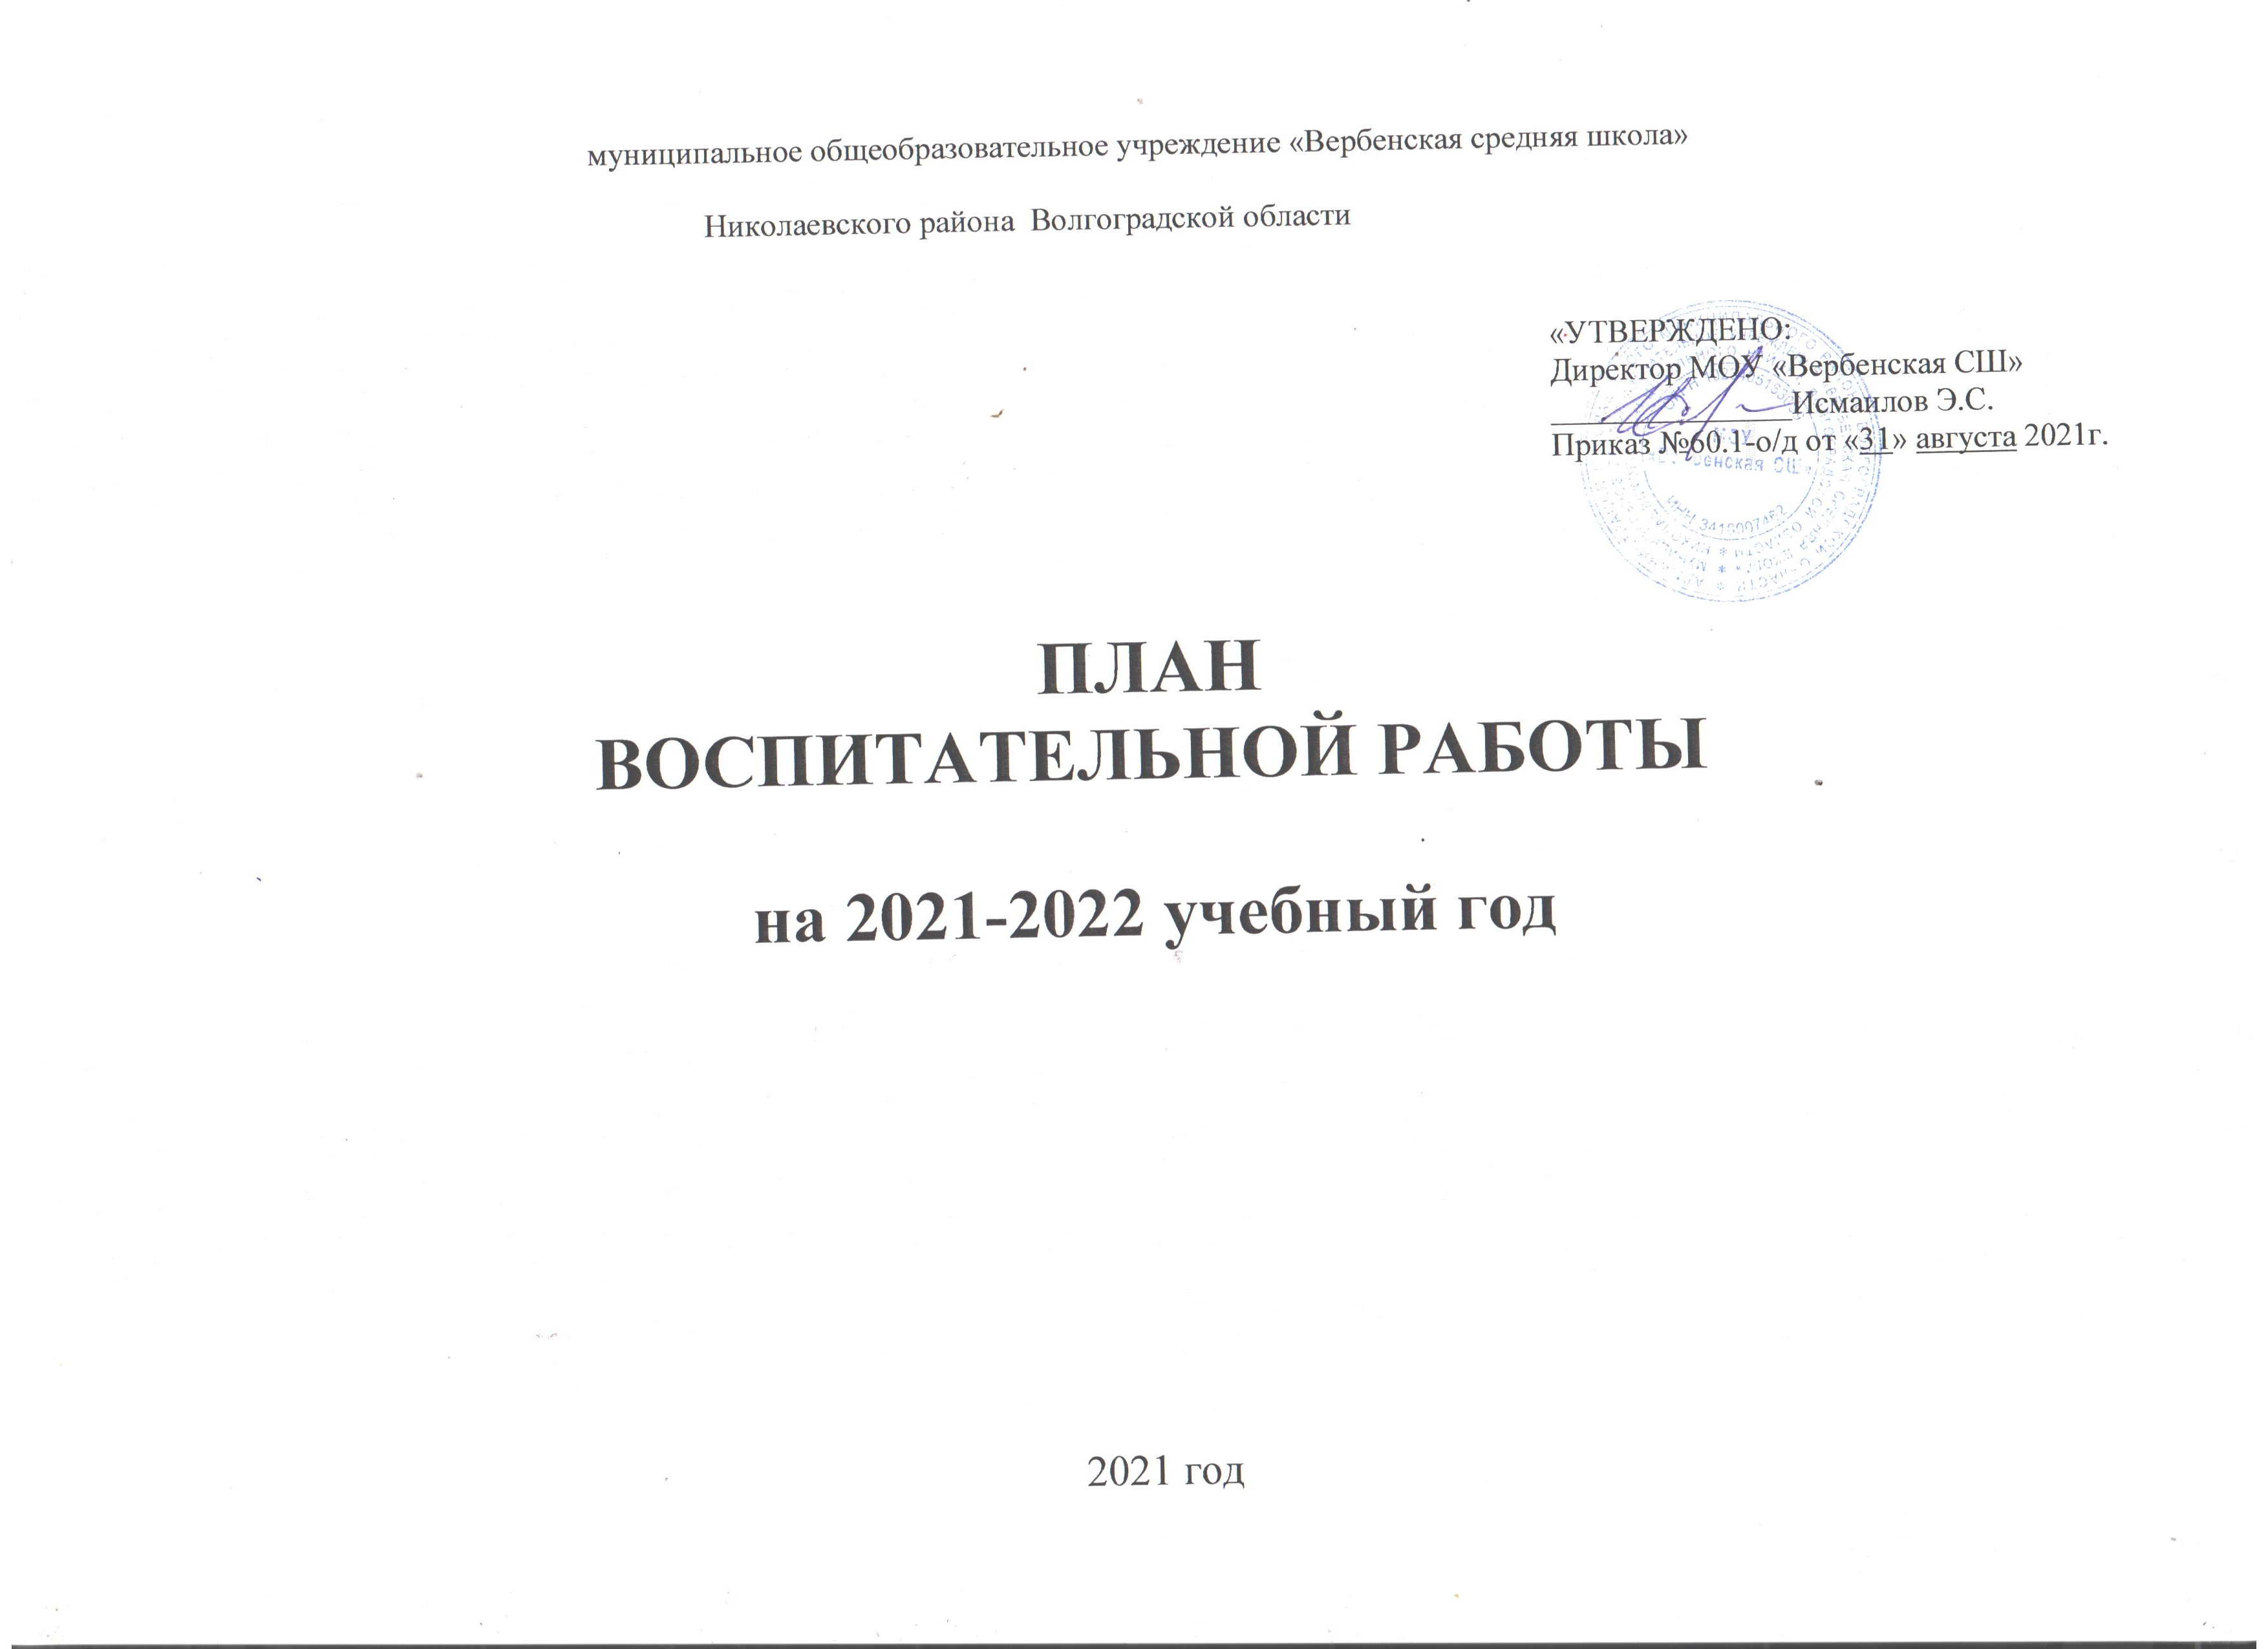 муниципальное общеобразовательное учреждение «Вербенская средняя школа»
Николаевского района Волгоградской области
«УТВЕРЖДЕНО:
Директор МОУ «Вербенская СШ»
_______________Исмаилов Э.С.
Приказ №60.1-о/д от «31» августа 2021г.
ПЛАН
ВОСПИТАТЕЛЬНОЙ РАБОТЫ
на 2021-2022 учебный год
2021 год